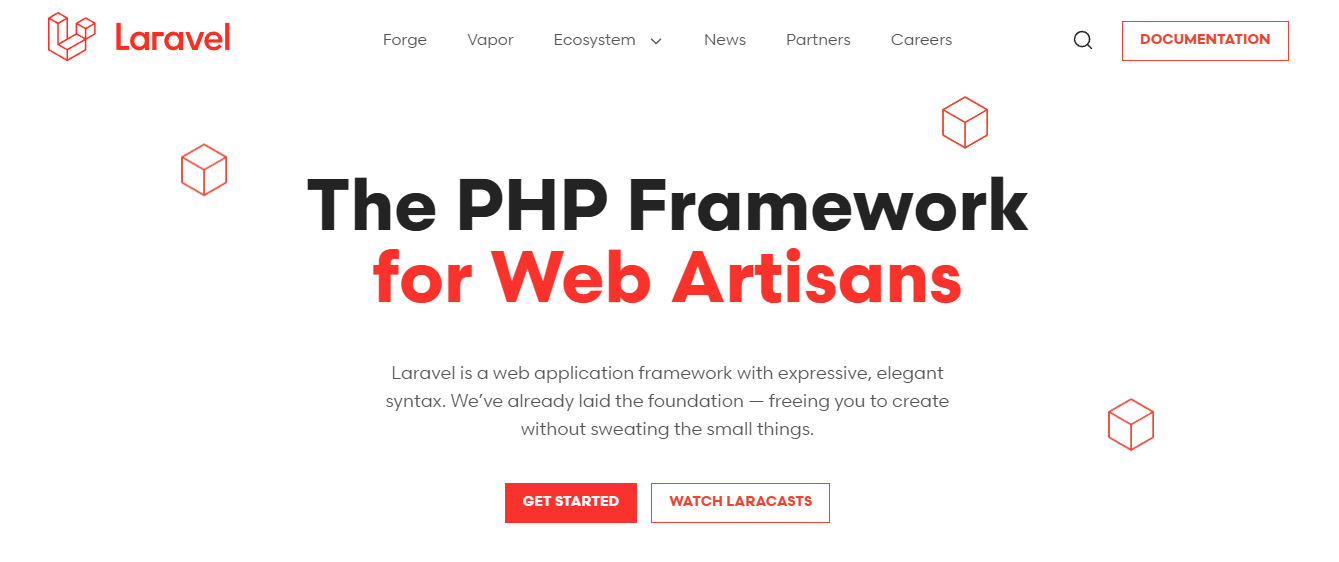 Laravel
Forge Vapor Ecosystem News Partners Careers
DOCUMENTATION
The PHP Framework
for Web Artisans
Laravel is a web application framework with expressive, elegant
syntax. We’ve already laid the foundation — freeing you to create
without sweating the small things.
GET STARTED
WATCH LARACASTS